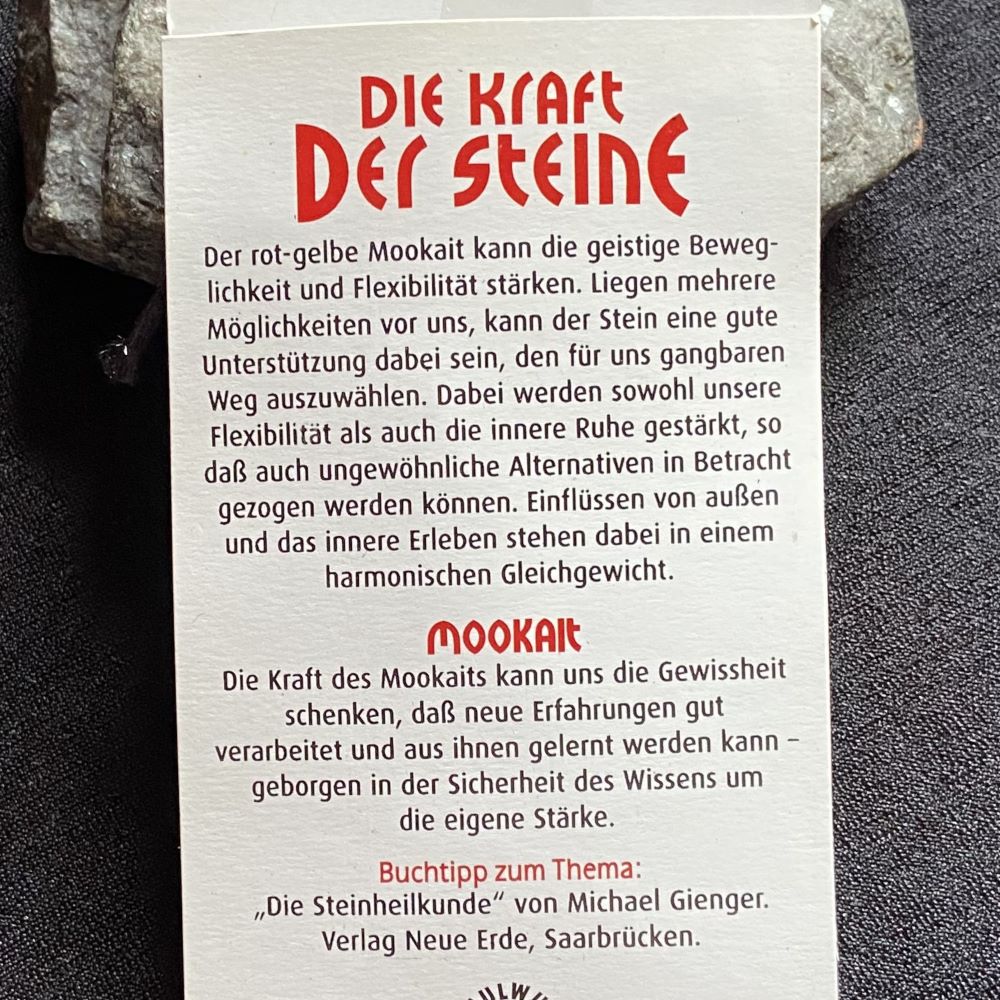 DIE KRAFT
DER STEINE
Der rot-gelbe Mookait kann die geistige Beweg-
lichkeit und Flexibilität stärken. Liegen mehrere
Möglichkeiten vor uns, kann der Stein eine gute
Unterstützung dabei sein, den für uns gangbaren
Weg auszuwählen. Dabei werden sowohl unsere
Flexibilität als auch die innere Ruhe gestärkt, so
daß auch ungewöhnliche Alternativen in Betracht
gezogen werden können. Einflüssen von außen
und das innere Erleben stehen dabei in einem
harmonischen Gleichgewicht.
MOOKAIT
Die Kraft des Mookaits kann uns die Gewissheit
schenken, daß neue Erfahrungen gut
verarbeitet und aus ihnen gelernt werden kann –
geborgen in der Sicherheit des Wissens um
die eigene Stärke.
Buchtipp zum Thema:
„Die Steinheilkunde“ von Michael Gienger.
Verlag Neue Erde, Saarbrücken.